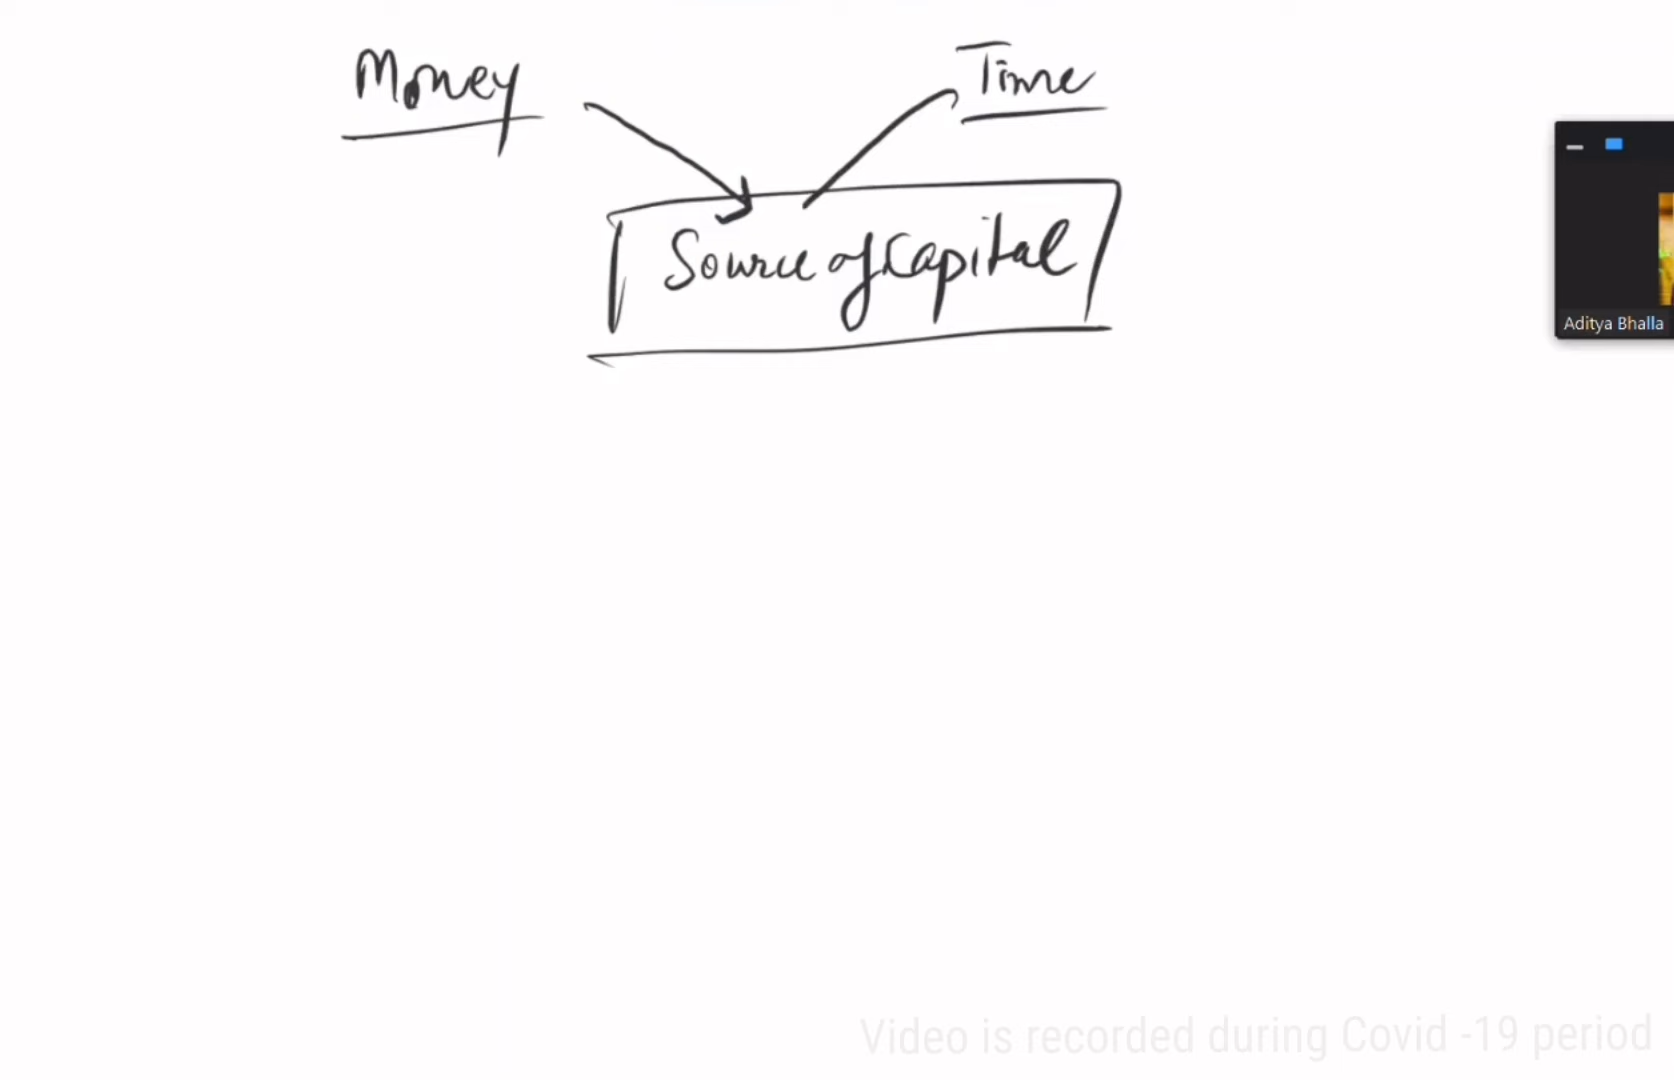 Money
Time
Source of Capital
Aditya Bhalla
Video is recorded during Covid -19 period